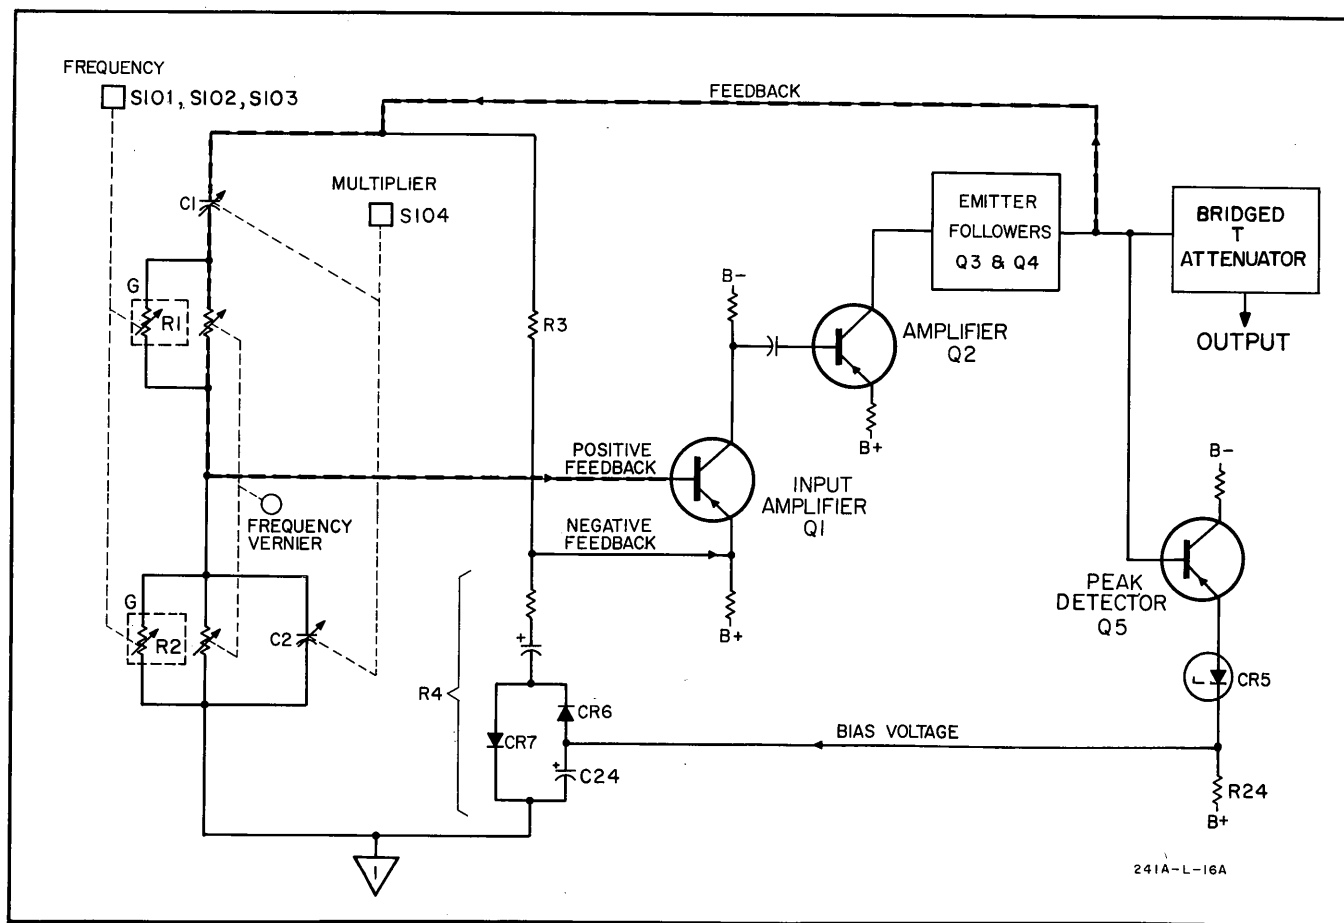 FREQUENCY
S101, S102, S103
FEEDBACK
MULTIPLIER
S104
C1
G
R1
R3
EMITTER
FOLLOWERS
Q3 & Q4
BRIDGED
T
ATTENUATOR
OUTPUT
B-
AMPLIFIER
Q2
B+
POSITIVE
FEEDBACK
INPUT
AMPLIFIER
Q1
NEGATIVE
FEEDBACK
B+
FREQUENCY
VERNIER
G
R2
C2
R4
+
CR6
CR7
+
C24
BIAS VOLTAGE
B-
PEAK
DETECTOR
Q5
CR5
R24
B+
I
241A-L-16A